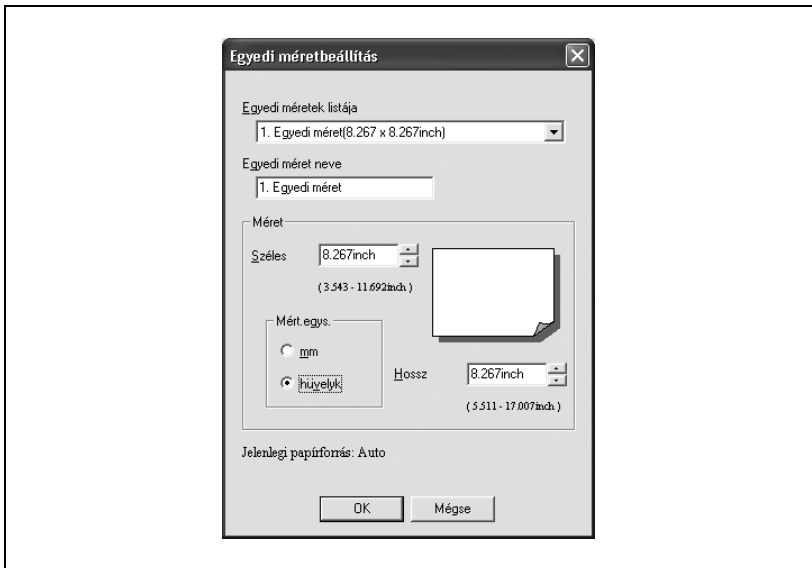 Egyedi méretbeállítás
Egyedi méretek listája
1. Egyedi méret(8.267 x 8.267inch)
Egyedi méret neve
1. Egyedi méret
Méret
Széles
8.267inch
( 3.543 - 11.692inch )
Mért.egys.
mm
hüvelyk
Hossz
8.267inch
( 5.511 - 17.007inch )
Jelenlegi papírforrás: Auto
OK
Mégse